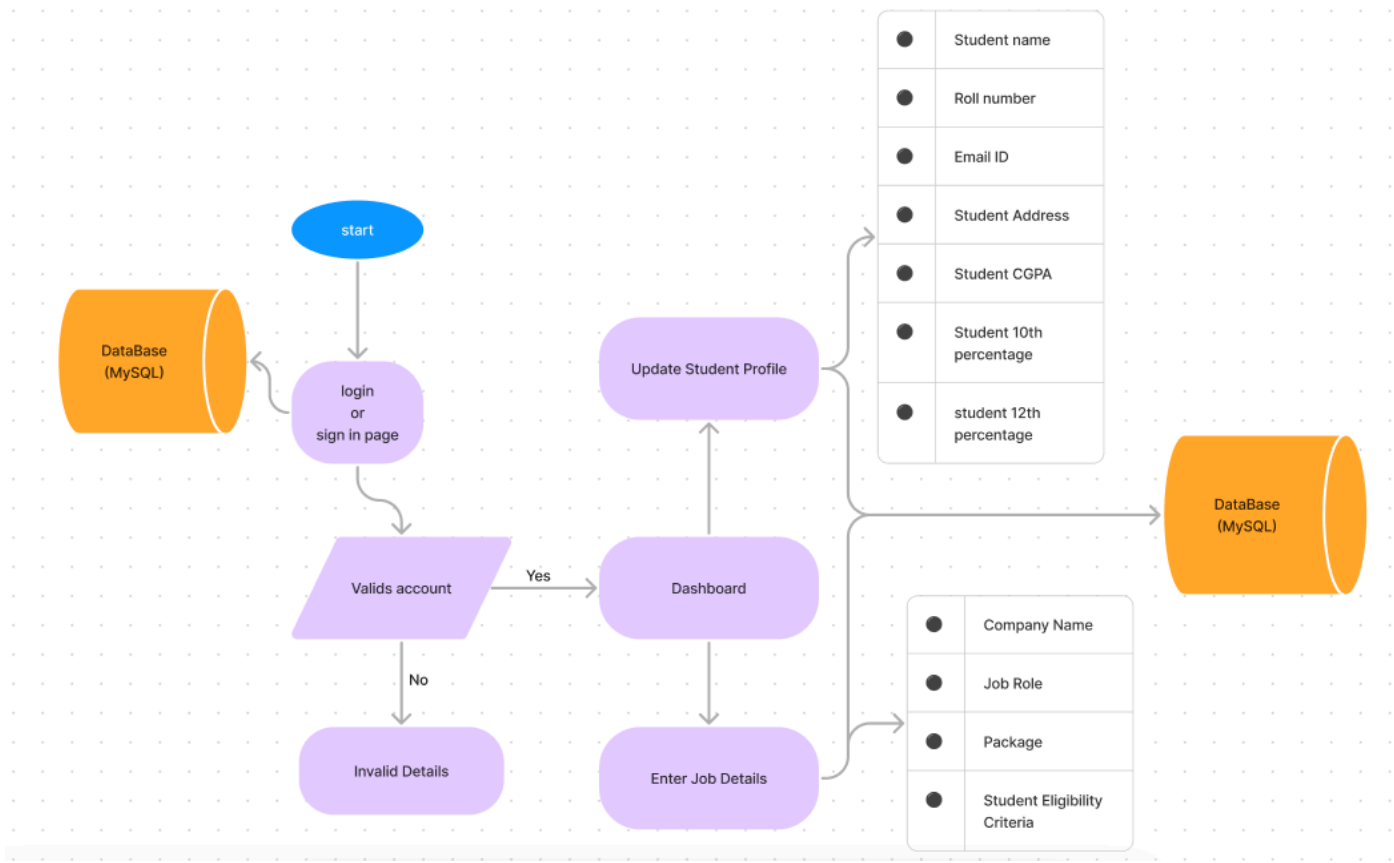 start
DataBase
(MySQL)
login
or
sign in page
Valids account
Yes
No
Invalid Details
Update Student Profile
Dashboard
Enter Job Details
Student name
Roll number
Email ID
Student Address
Student CGPA
Student 10th
percentage
student 12th
percentage
DataBase
(MySQL)
Company Name
Job Role
Package
Student Eligibility
Criteria